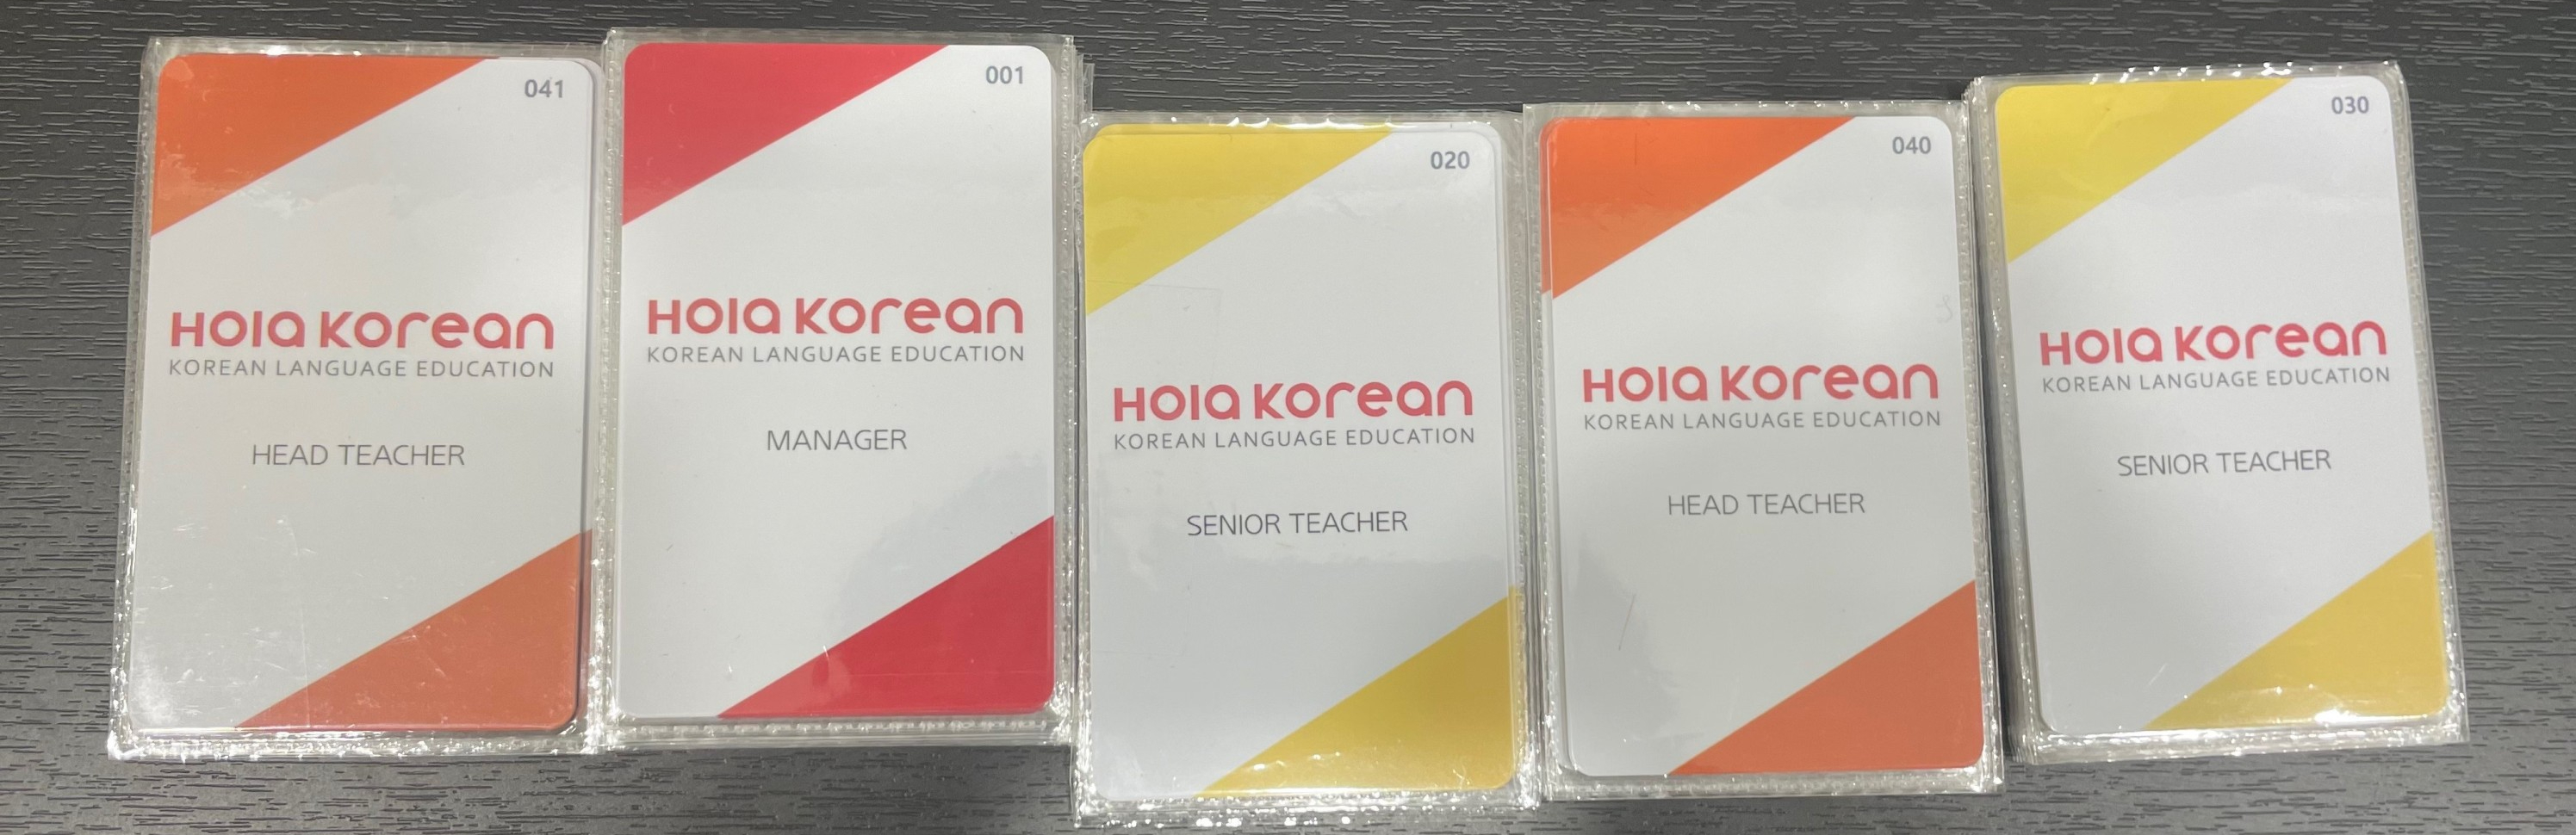 041
Hola Korean
KOREAN LANGUAGE EDUCATION
HEAD TEACHER
001
Hola Korean
KOREAN LANGUAGE EDUCATION
MANAGER
020
Hola Korean
KOREAN LANGUAGE EDUCATION
SENIOR TEACHER
040
Hola Korean
KOREAN LANGUAGE EDUCATION
HEAD TEACHER
030
Hola Korean
KOREAN LANGUAGE EDUCATION
SENIOR TEACHER